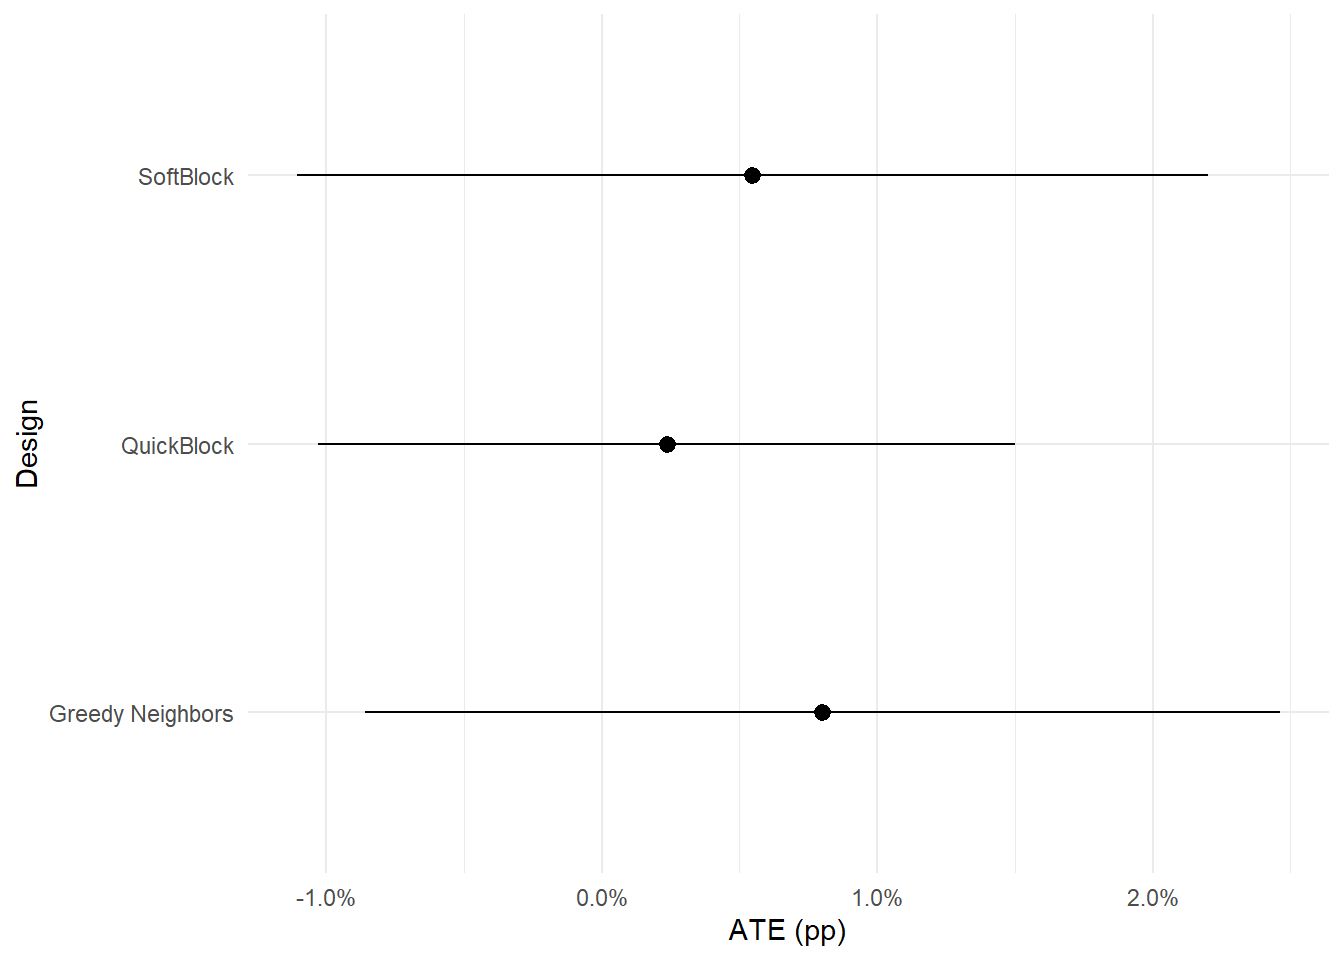 SoftBlock
QuickBlock
Greedy Neighbors
Design
-1.0%
0.0%
1.0%
2.0%
ATE (pp)